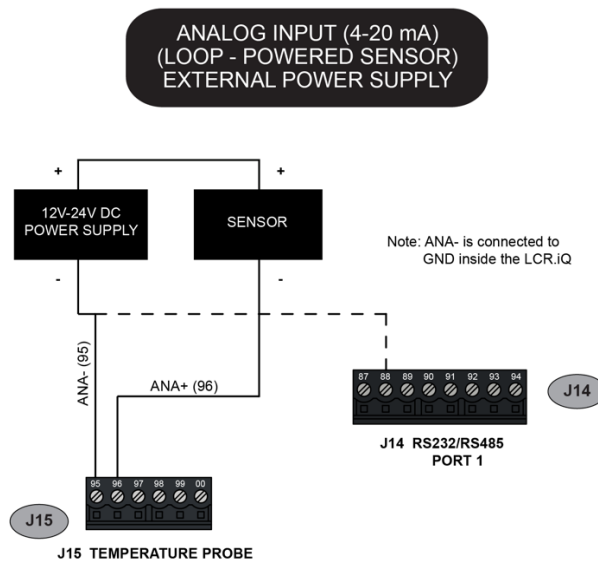 ANALOG INPUT (4-20 mA)
(LOOP - POWERED SENSOR)
EXTERNAL POWER SUPPLY
+
+
12V-24V DC
POWER SUPPLY
SENSOR
Note: ANA- is connected to
GND inside the LCR.iQ
-
-
ANA- (95)
ANA+ (96)
87 88 89 90 91 92 93 94
J14
J14 RS232/RS485
PORT 1
95 96 97 98 99 00
J15
J15 TEMPERATURE PROBE